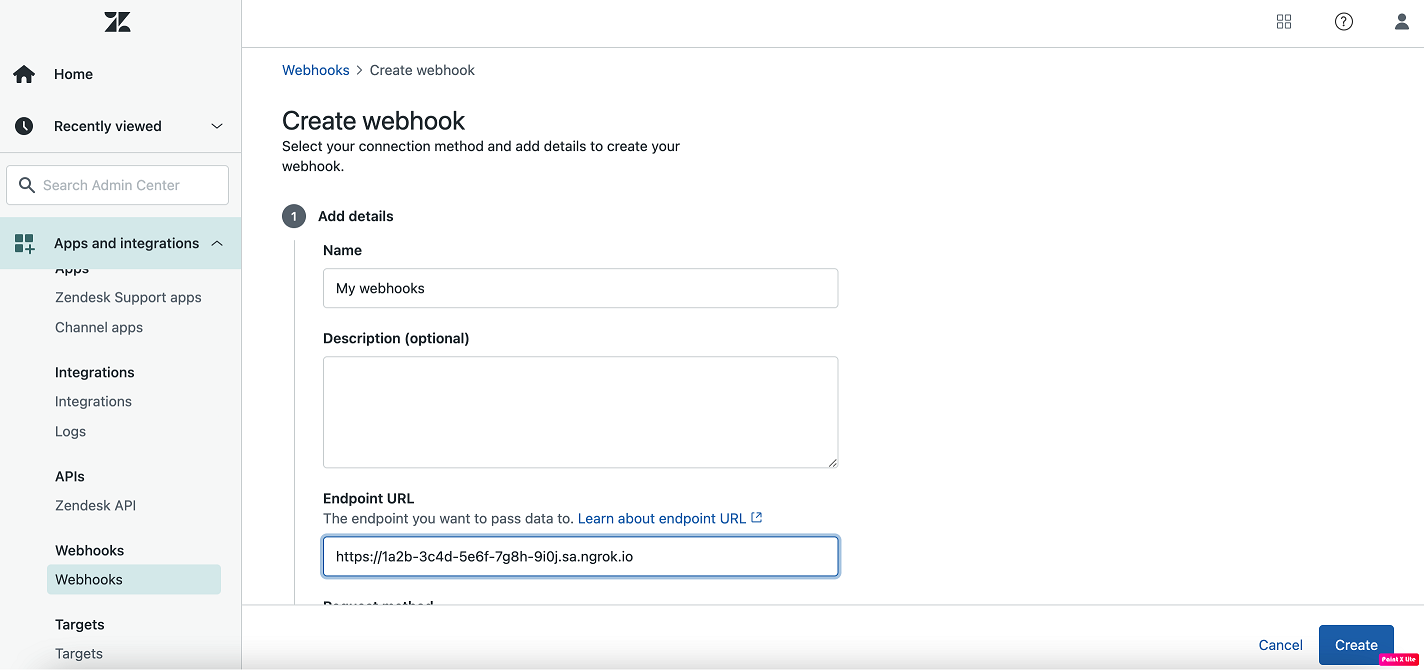 Home
Recently viewed
Search Admin Center
Apps and integrations
Apps
Zendesk Support apps
Channel apps
Integrations
Integrations
Logs
APIs
Zendesk API
Webhooks
Webhooks
Targets
Targets
Webhooks > Create webhook
Create webhook
Select your connection method and add details to create your
webhook.
1 Add details
Name
My webhooks
Description (optional)
Endpoint URL
The endpoint you want to pass data to. Learn about endpoint URL
https://1a2b-3c4d-5e6f-7g8h-9i0j.sa.ngrok.io
Request method
Cancel Create
Paint X Lite